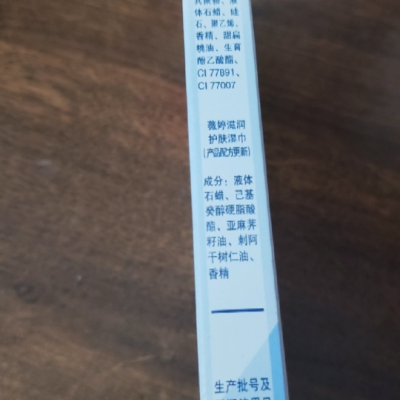 体石蜡、硅
石、聚乙烯、
香精、甜扁
桃油、生育
酚乙酸酯、
CI 77891、
CI 77007
薇婷滋润
护肤湿巾
(产品配方更新)
成分：液体
石蜡、己基
癸醇硬脂酸
酯、亚麻荠
籽油、刺阿
干树仁油、
香精
生产批号及